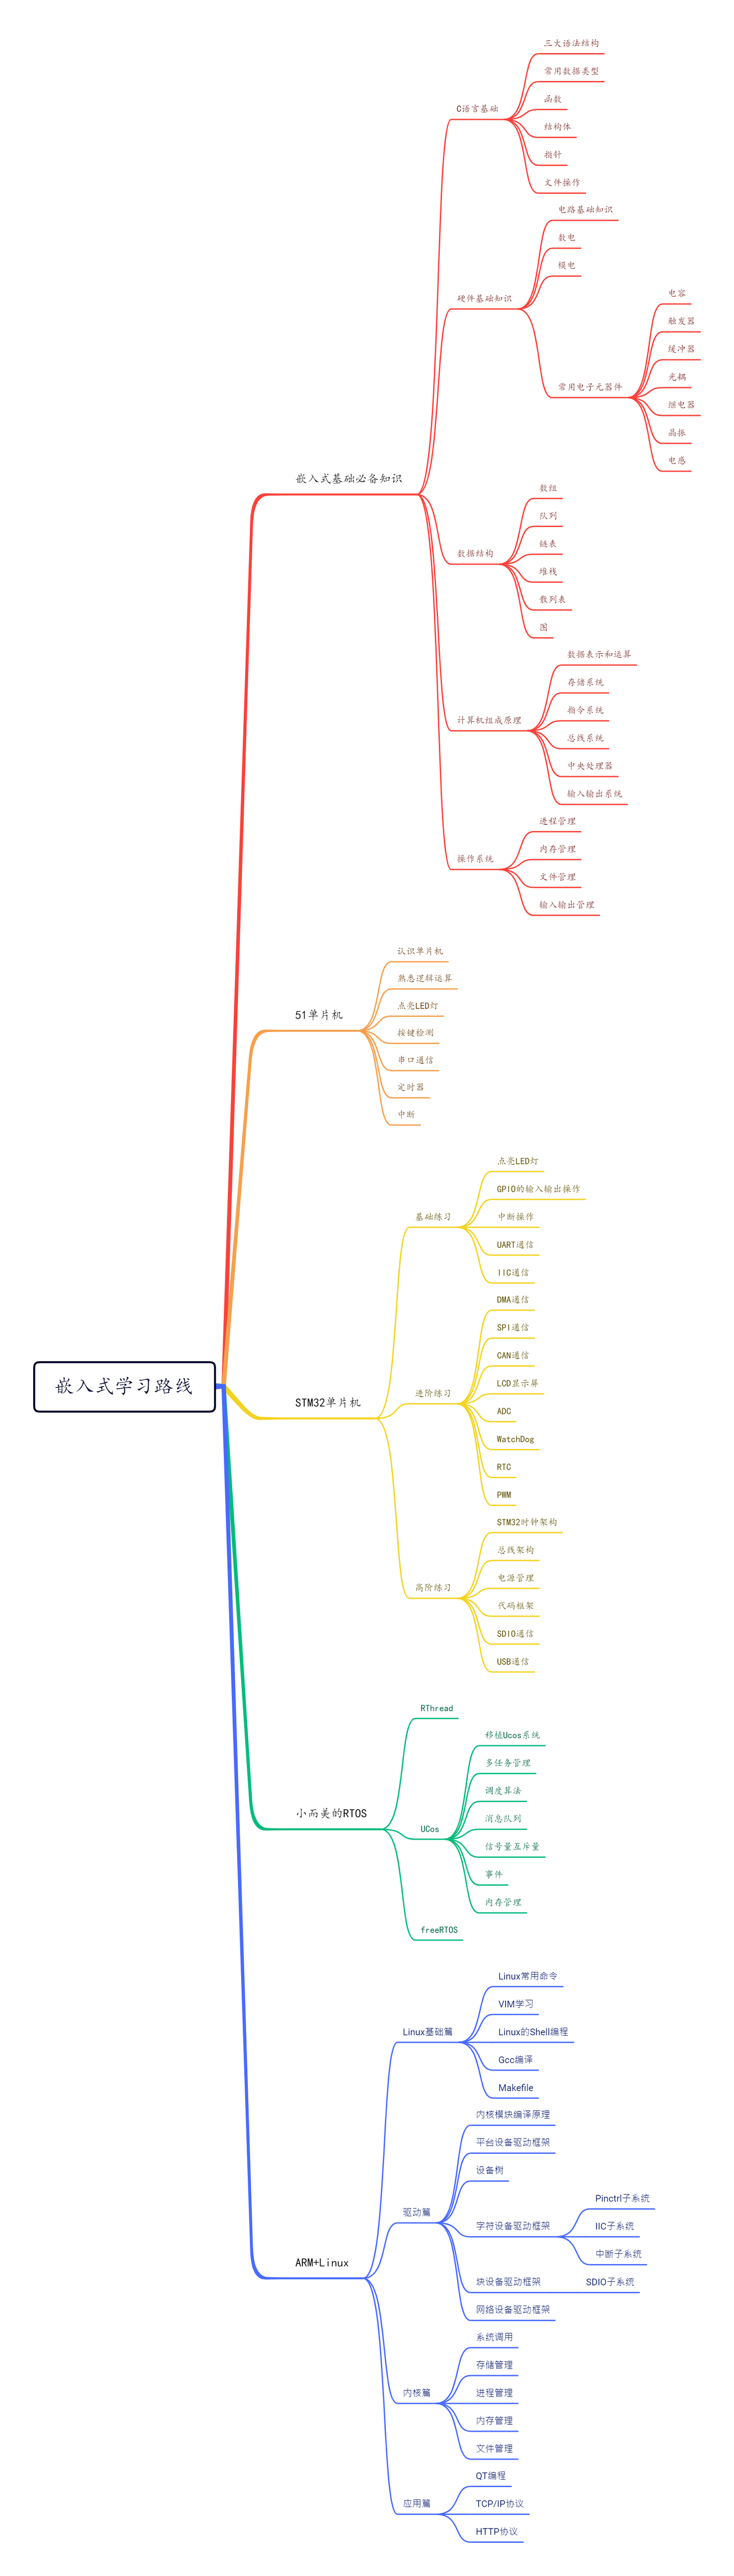 嵌入式学习路线
嵌入式基础必备知识
C语言基础
三大语法结构
常用数据类型
函数
结构体
指针
文件操作
硬件基础知识
电路基础知识
数电
模电
常用电子元器件
电容
触发器
缓冲器
光耦
继电器
晶振
电感
数据结构
数组
队列
链表
堆栈
散列表
图
计算机组成原理
数据表示和运算
存储系统
指令系统
总线系统
中央处理器
输入输出系统
操作系统
进程管理
内存管理
文件管理
输入输出管理
51单片机
认识单片机
熟悉逻辑运算
点亮LED灯
按键检测
串口通信
定时器
中断
STM32单片机
基础练习
点亮LED灯
GPIO的输入输出操作
中断操作
UART通信
IIC通信
进阶练习
DMA通信
SPI通信
CAN通信
LCD显示屏
ADC
WatchDog
RTC
PWM
高阶练习
STM32时钟架构
总线架构
电源管理
代码框架
SDIO通信
USB通信
小而美的RTOS
RThread
UCos
移植Ucos系统
多任务管理
调度算法
消息队列
信号量互斥量
事件
内存管理
freeRTOS
ARM+Linux
Linux基础篇
Linux常用命令
VIM学习
Linux的Shell编程
Gcc编译
Makefile
驱动篇
内核模块编译原理
平台设备驱动框架
设备树
字符设备驱动框架
Pinctrl子系统
IIC子系统
中断子系统
块设备驱动框架
SDIO子系统
网络设备驱动框架
内核篇
系统调用
存储管理
进程管理
内存管理
文件管理
应用篇
QT编程
TCP/IP协议
HTTP协议